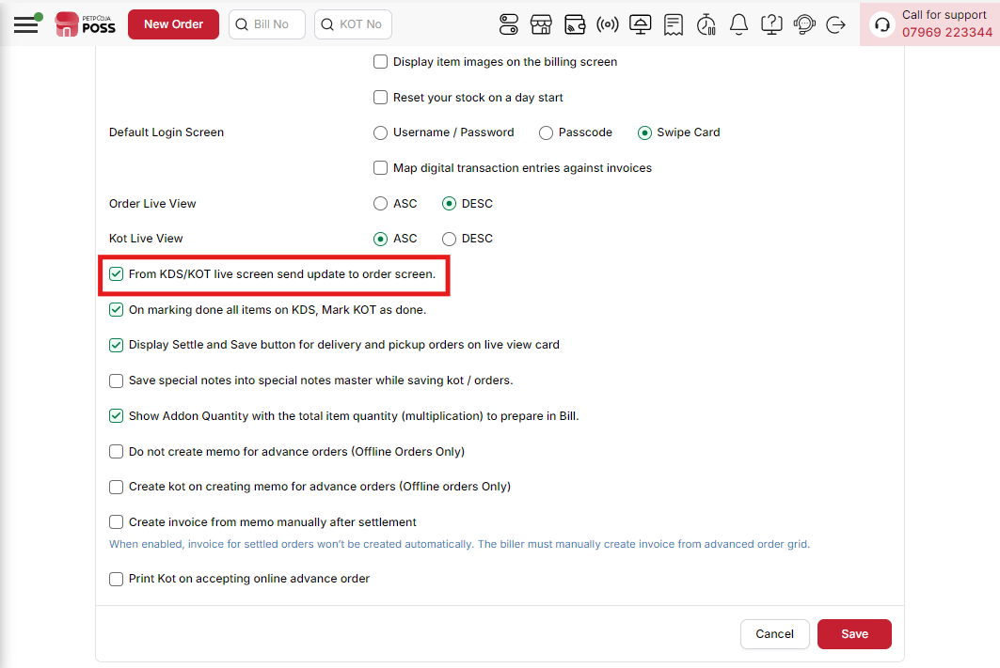 PETPOOJA
POSS
New Order
Bill No
KOT No
Call for support
07969 223344
Display item images on the billing screen
Reset your stock on a day start
Default Login Screen
Username / Password
Passcode
Swipe Card
Map digital transaction entries against invoices
Order Live View
ASC
DESC
Kot Live View
ASC
DESC
From KDS/KOT live screen send update to order screen.
On marking done all items on KDS, Mark KOT as done.
Display Settle and Save button for delivery and pickup orders on live view card
Save special notes into special notes master while saving kot / orders.
Show Addon Quantity with the total item quantity (multiplication) to prepare in Bill.
Do not create memo for advance orders (Offline Orders Only)
Create kot on creating memo for advance orders (Offline orders Only)
Create invoice from memo manually after settlement
When enabled, invoice for settled orders won't be created automatically. The biller must manually create invoice from advanced order grid.
Print Kot on accepting online advance order
Cancel
Save